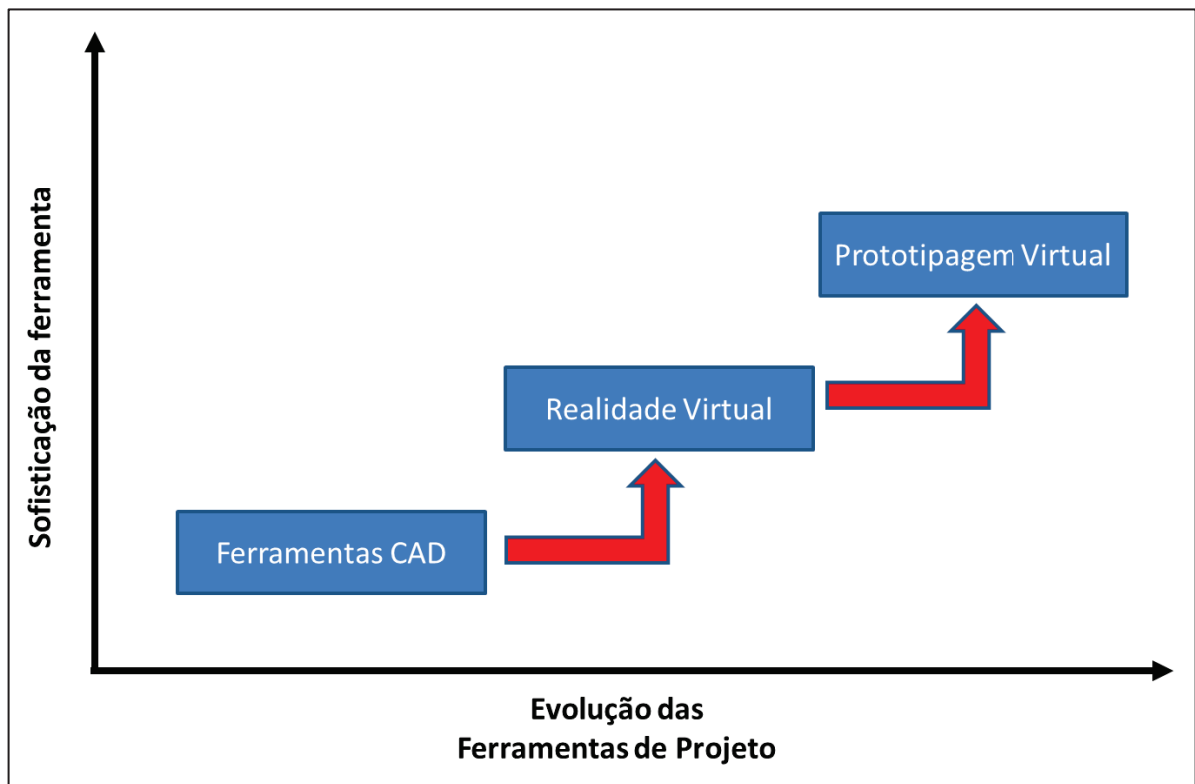 Sofisticação da ferramenta
Prototipagem Virtual
Realidade Virtual
Ferramentas CAD
Evolução das
Ferramentas de Projeto